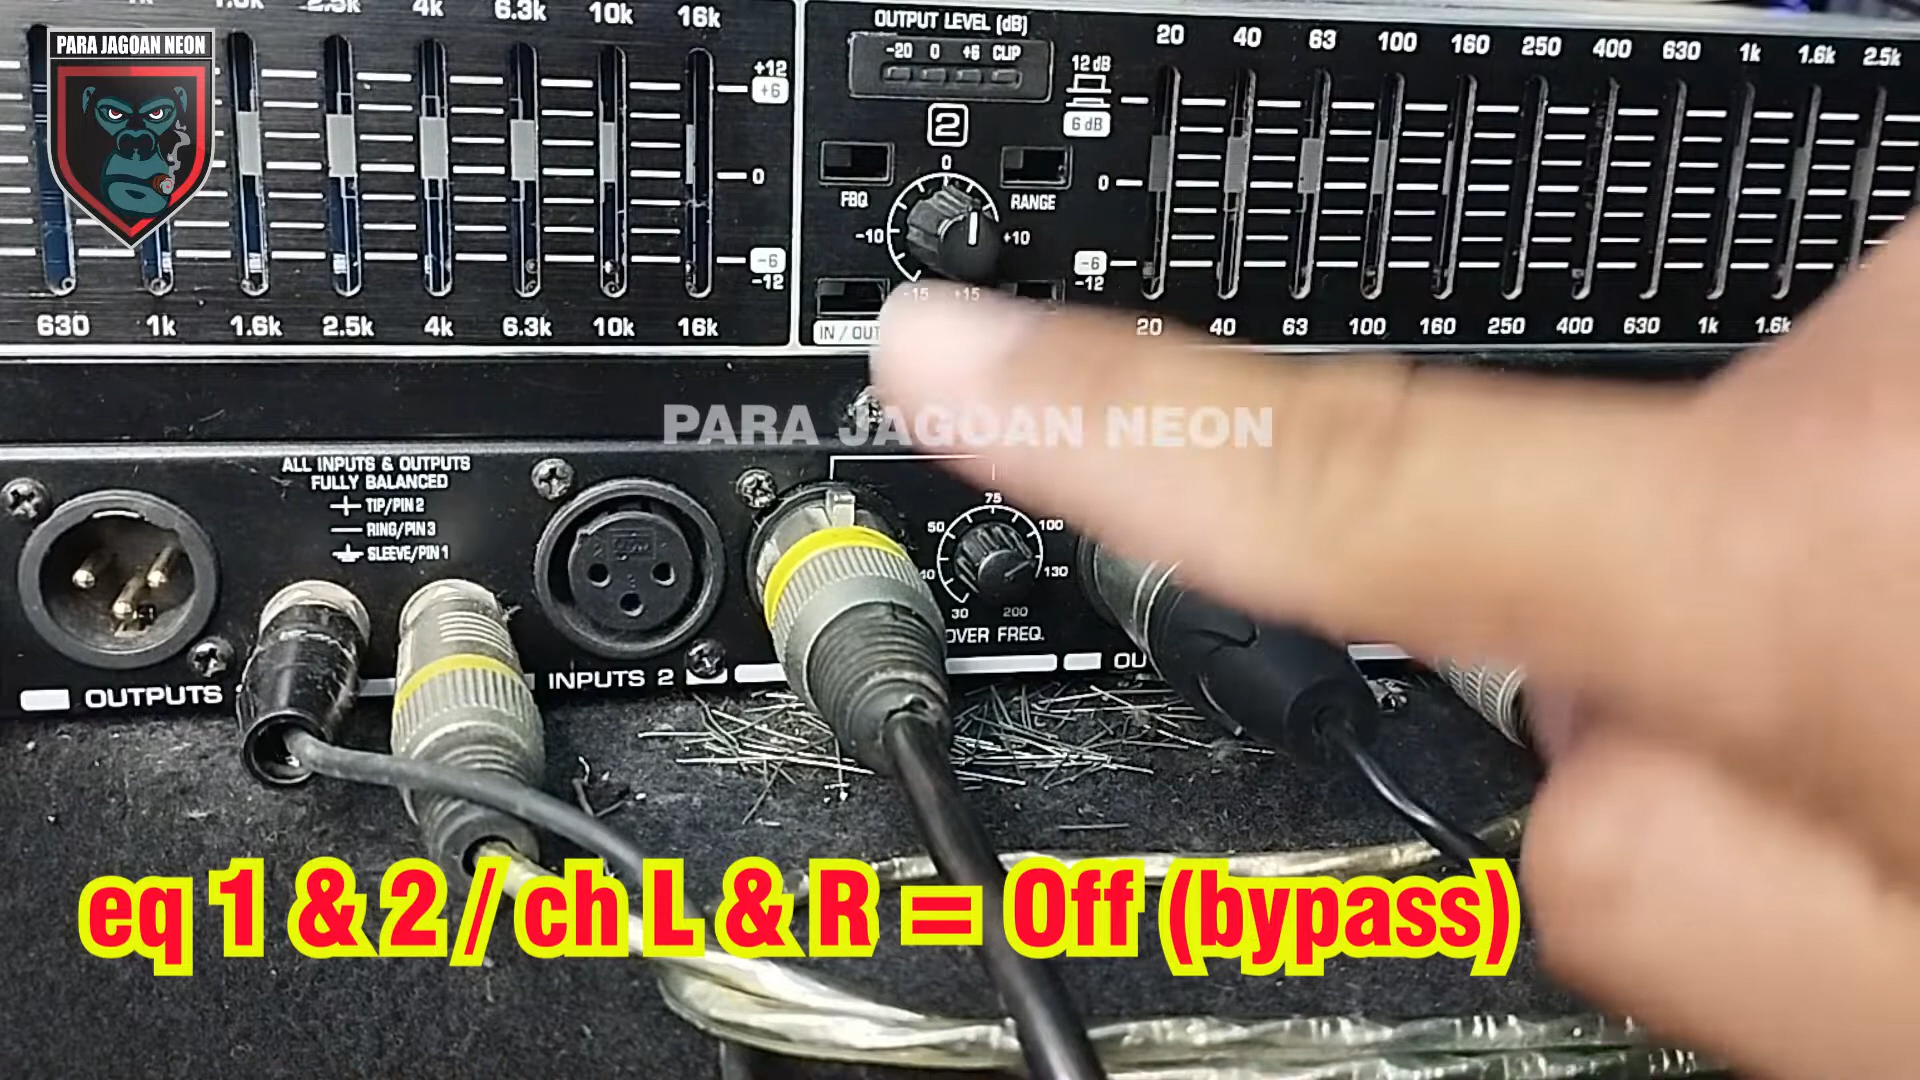 PARA JAGOAN NEON
2.5k 4k 6.3k 10k 16k
+12
+6
0
-6
-12
630 1k 1.6k 2.5k 4k 6.3k 10k 16k
OUTPUT LEVEL (dB)
-20 0 +6 CLIP
2
12 dB
6 dB
FBQ
RANGE
0
-10
+10
-15 +15
IN / OUT
20 40 63 100 160 250 400 630 1k 1.6k 2.5k
0
-6
-12
20 40 63 100 160 250 400 630 1k 1.6k
PARA JAGOAN NEON
ALL INPUTS & OUTPUTS
FULLY BALANCED
TIP/PIN 2
RING/PIN 3
SLEEVE/PIN 1
OUTPUTS
INPUTS 2
75
50
100
130
30
200
OVER FREQ.
OU
eq 1 & 2 / ch L & R = Off (bypass)